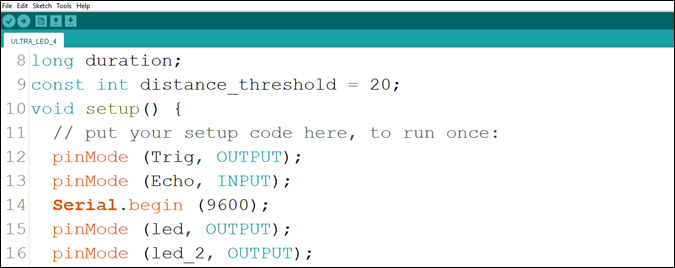 File Edit Sketch Tools Help
ULTRA_LED_4
8 long duration;
9 const int distance_threshold = 20;
10 void setup() {
11 // put your setup code here, to run once:
12 pinMode (Trig, OUTPUT);
13 pinMode (Echo, INPUT);
14 Serial.begin (9600);
15 pinMode (led, OUTPUT);
16 pinMode (led_2, OUTPUT);